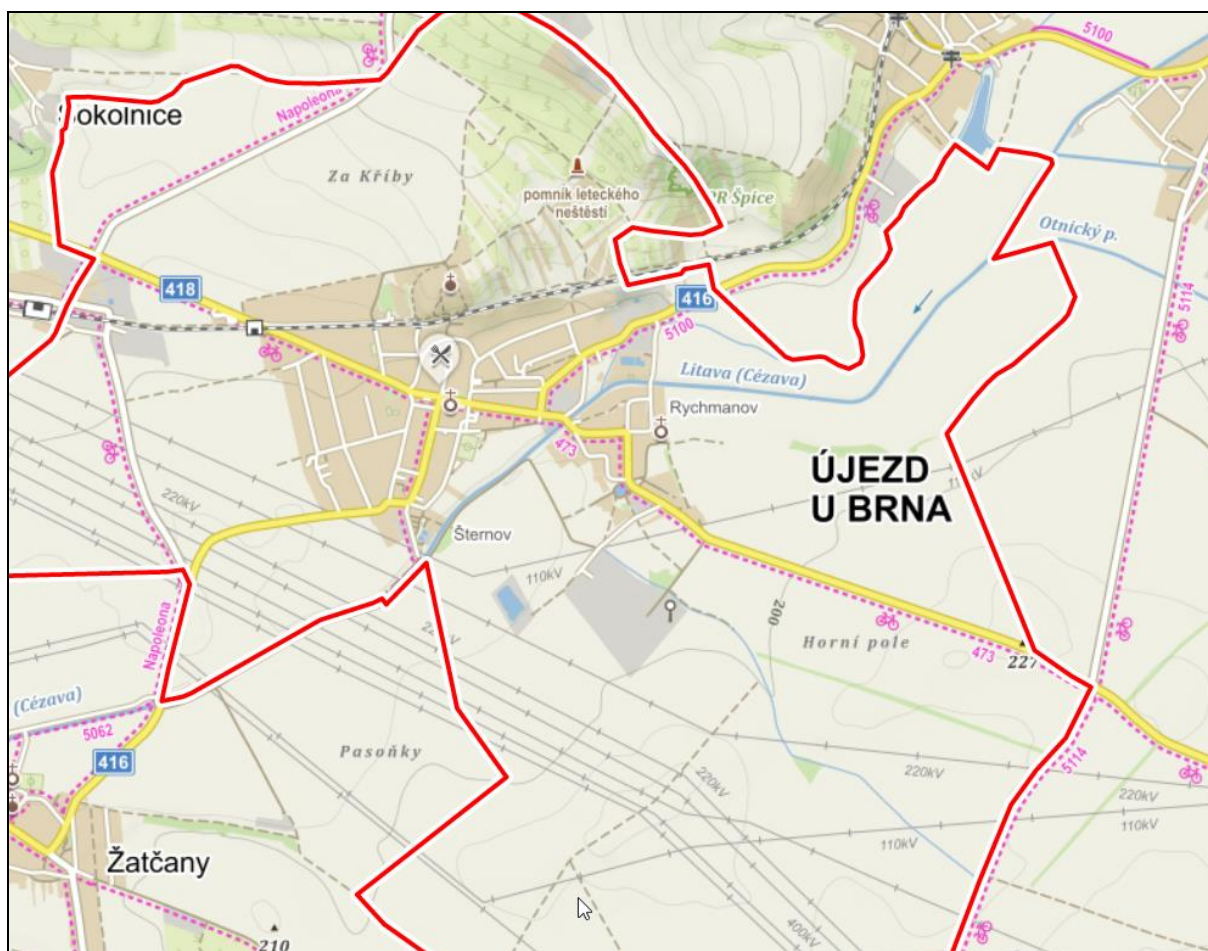 5100
Sokolnice
Napoleona
Za Kříby
pomník leteckého
neštěstí
PR Špice
Otnický p.
418
416
5114
5100
Litava (Cézava)
Rychmanov
473
ÚJEZD
U BRNA
110kV
220kV
Šternov
110kV
200
Napoleona
Horní pole
473
227
(Cézava)
5062
416
Pasoňky
5114
220kV
220kV
220kV
110kV
110kV
Žatčany
400kV
210